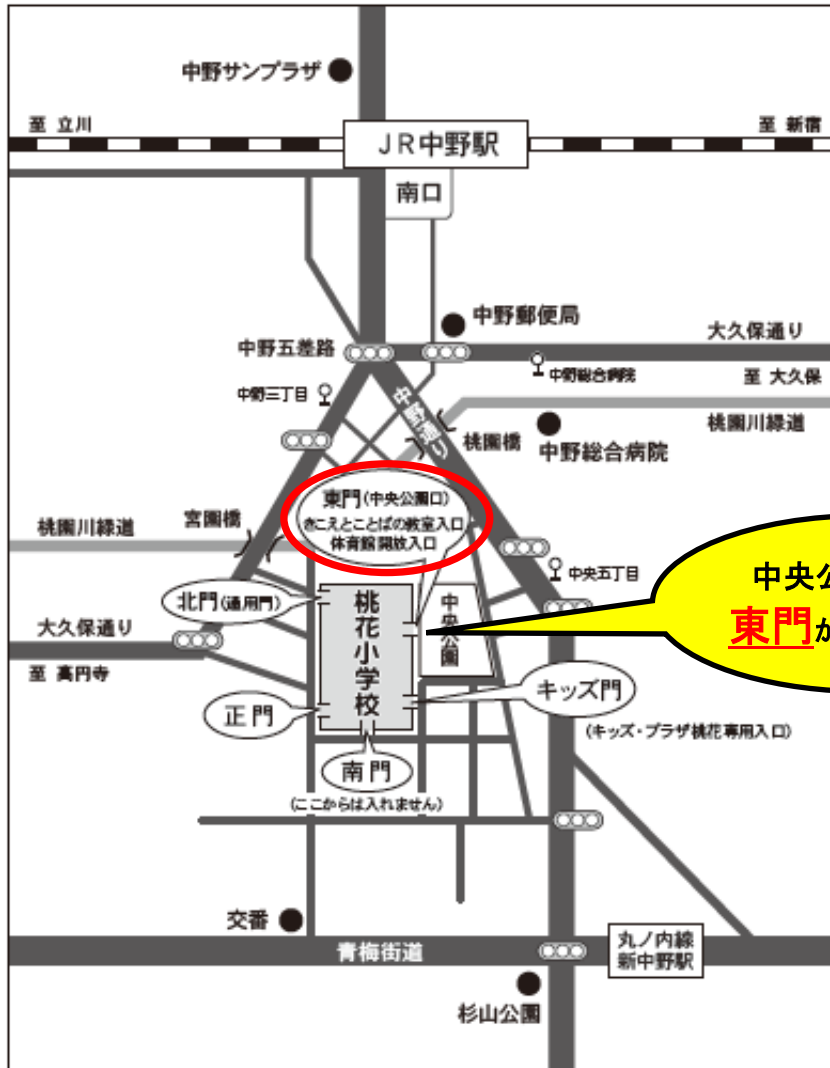 中野サンプラザ
至 立川
至 新宿
JR中野駅
南口
中野郵便局
大久保通り
中野五差路
中野総合病院
至 大久保
中野三丁目
中野通り
桃園橋
桃園川緑道
中野総合病院
東門(中央公園口)
きこえとことばの教室入口
体育館開放入口
宮園橋
桃園川緑道
中央五丁目
中央公
東門が
北門(通用門)
桃花小学校
中央公園
大久保通り
至 高円寺
正門
キッズ門
(キッズ・プラザ桃花専用入口)
南門
(ここからは入れません)
交番
青梅街道
丸ノ内線
新中野駅
杉山公園